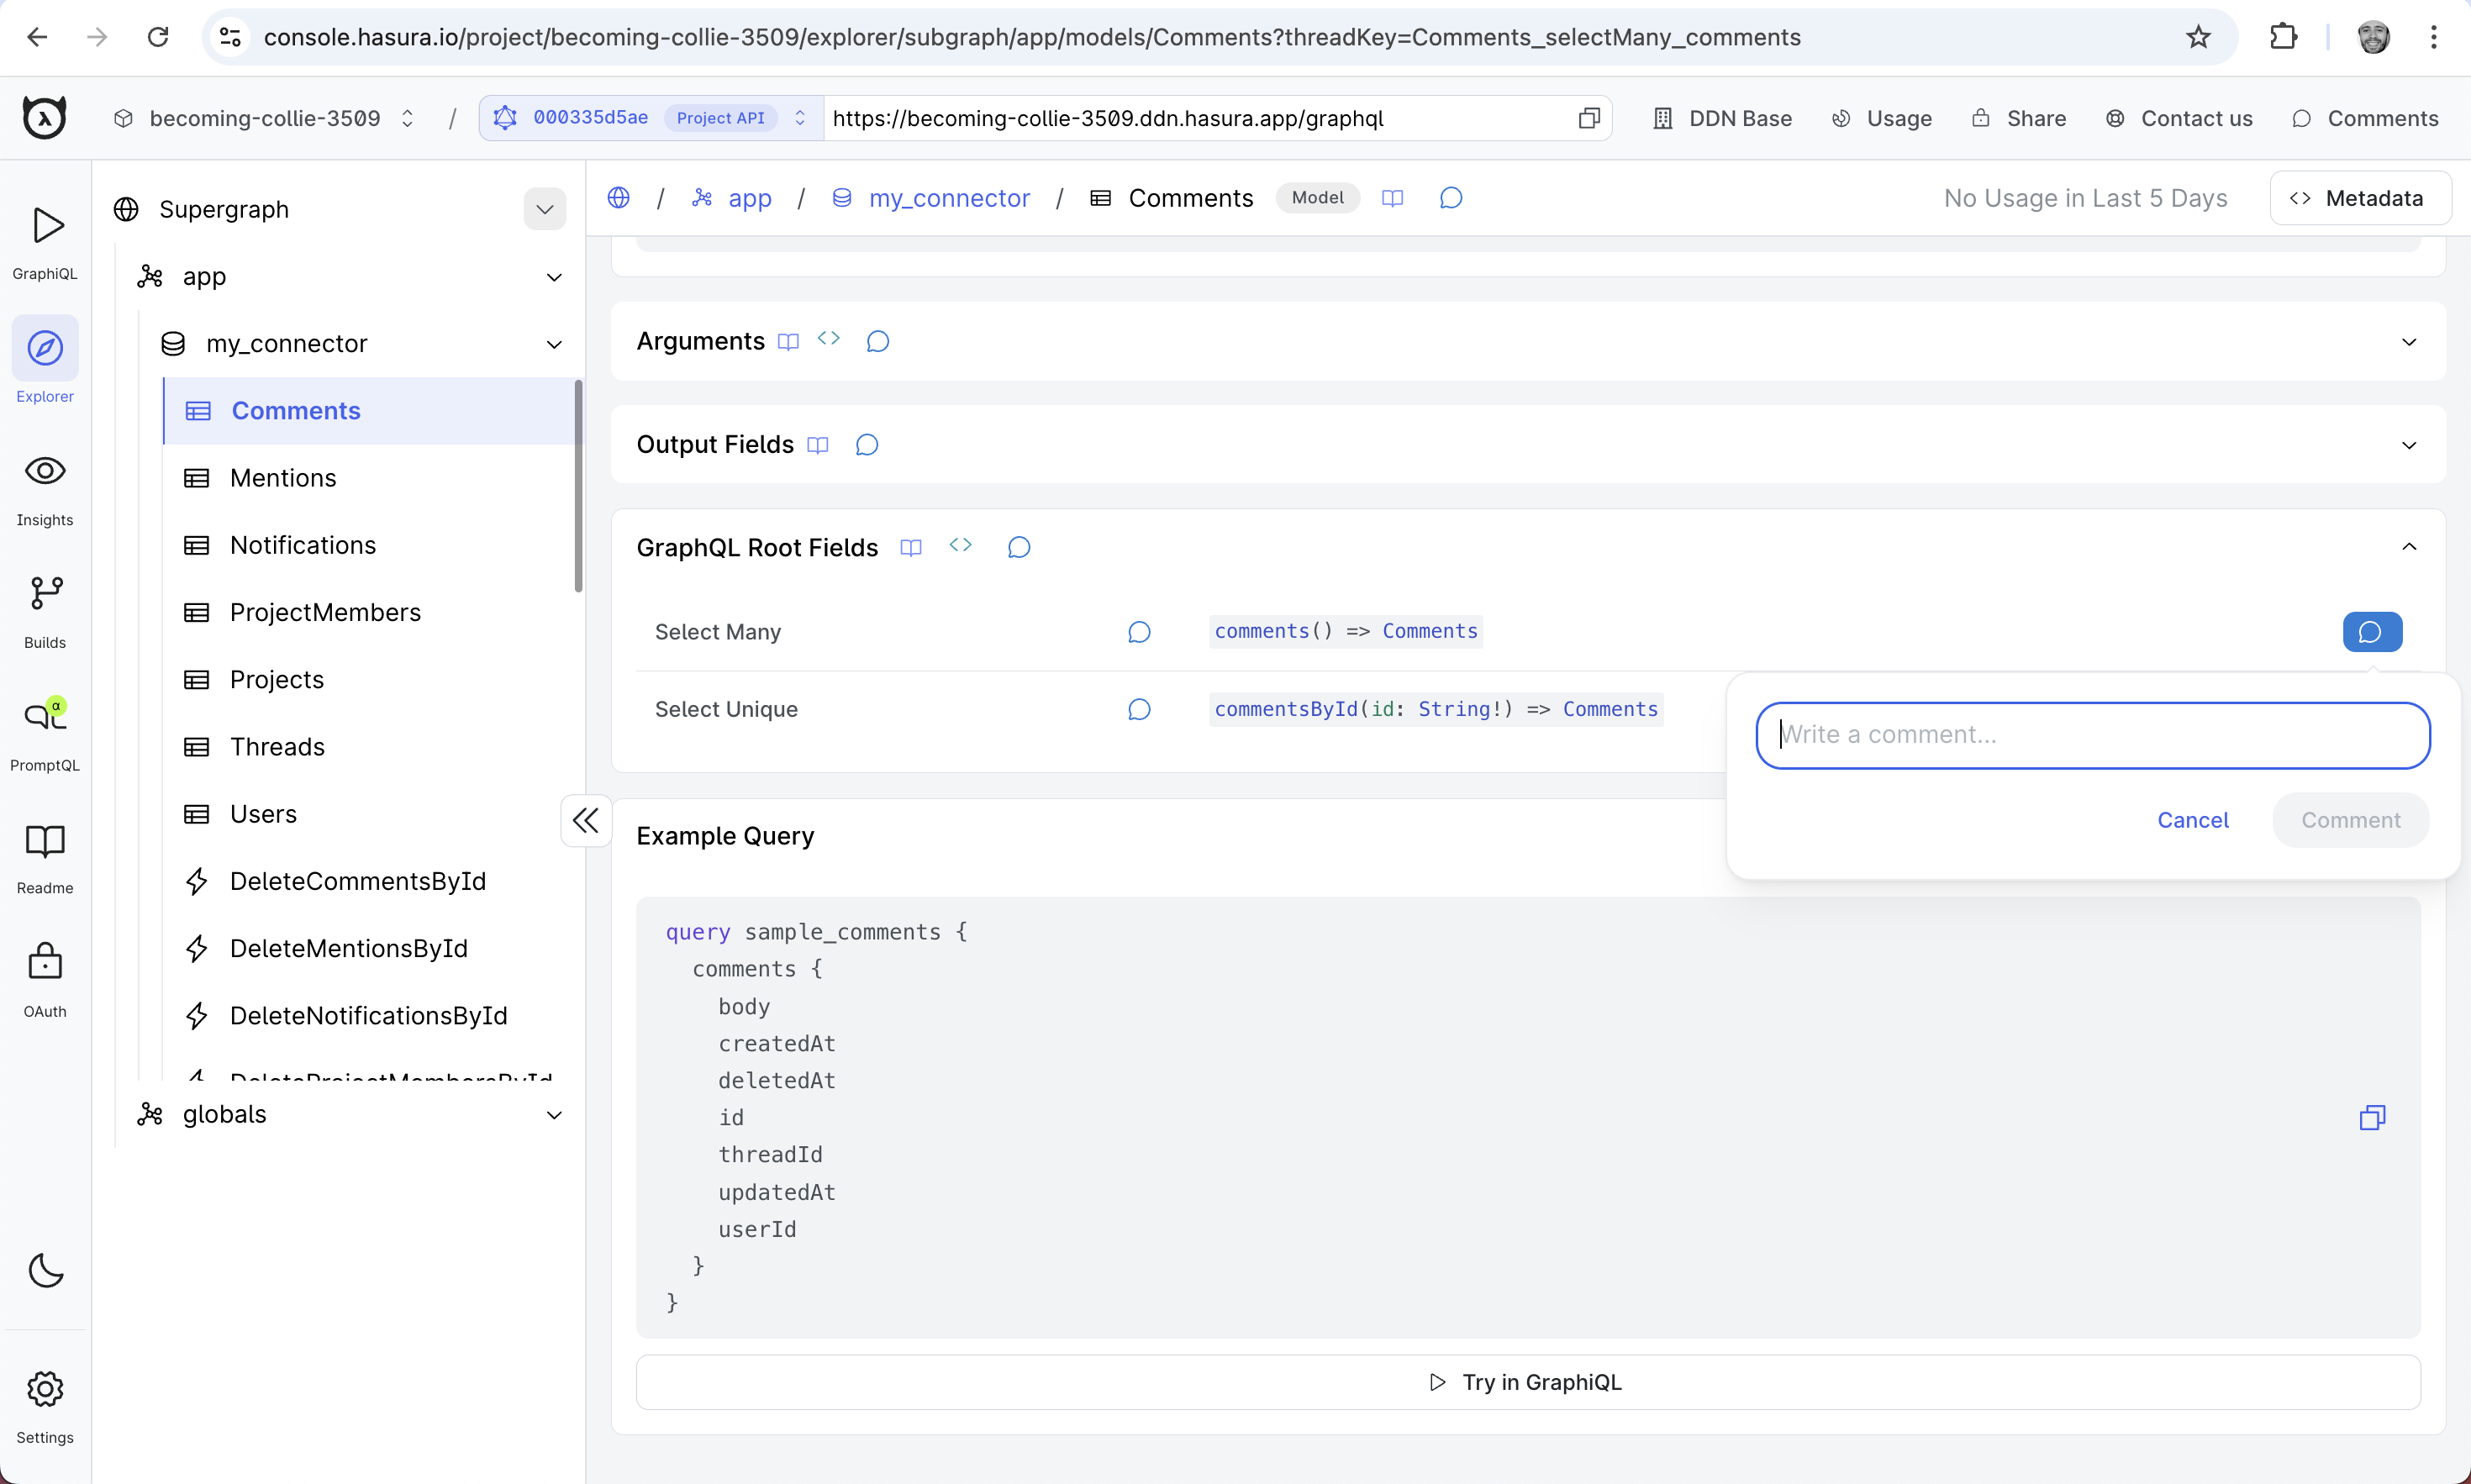 console.hasura.io/project/becoming-collie-3509/explorer/subgraph/app/models/Comments?threadKey=Comments_selectMany_comments
becoming-collie-3509 / 000335d5ae Project API https://becoming-collie-3509.ddn.hasura.app/graphql DDN Base Usage Share Contact us Comments
GraphiQL
Explorer
Insights
Builds
α
PromptQL
Readme
OAuth
Settings
Supergraph
app
my_connector
Comments
Mentions
Notifications
ProjectMembers
Projects
Threads
Users
DeleteCommentsById
DeleteMentionsById
DeleteNotificationsById
DeleteProjectMembersById
globals
/ app / my_connector / Comments Model No Usage in Last 5 Days <> Metadata
Arguments <>
Output Fields
GraphQL Root Fields <>
Select Many comments() => Comments
Select Unique commentsById(id: String!) => Comments
Write a comment...
Cancel Comment
Example Query
query sample_comments {
comments {
body
createdAt
deletedAt
id
threadId
updatedAt
userId
}
}
Try in GraphiQL